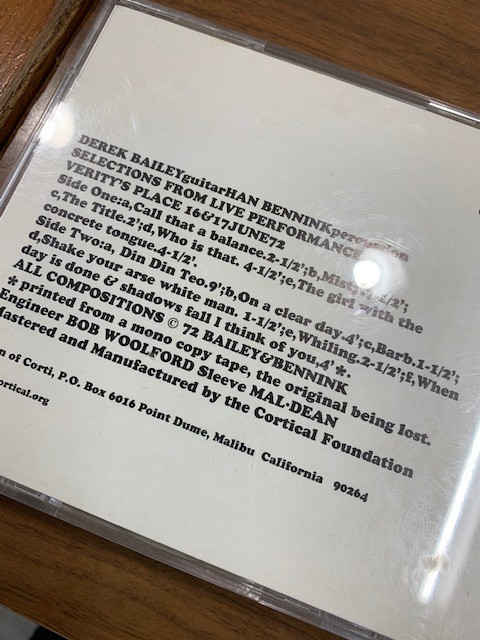 DEREK BAILEYguitarHAN BENNINKpercussion
SELECTIONS FROM LIVE PERFORMANCE
VERITY'S PLACE 16&17JUNE72
Side One:a,Call that a balance.2-1/2';b,Mist
c,The Title.2';d,Who is that. 4-1/2';e,The girl with the
concrete tongue.4-1/2'.
Side Two:a, Din Din Teo.9';b,On a clear day.4';c,Barb.1-1/2';
d,Shake your arse white man. 1-1/2';e,Whiling.2-1/2';f,When
day is done & shadows fall I think of you,4'*.
ALL COMPOSITIONS © 72 BAILEY&BENNINK
* printed from a mono copy tape, the original being lost.
Engineer BOB WOOLFORD Sleeve MAL·DEAN
Mastered and Manufactured by the Cortical Foundation
n of Corti, P.O. Box 6016 Point Dume, Malibu California 90264
ortical.org